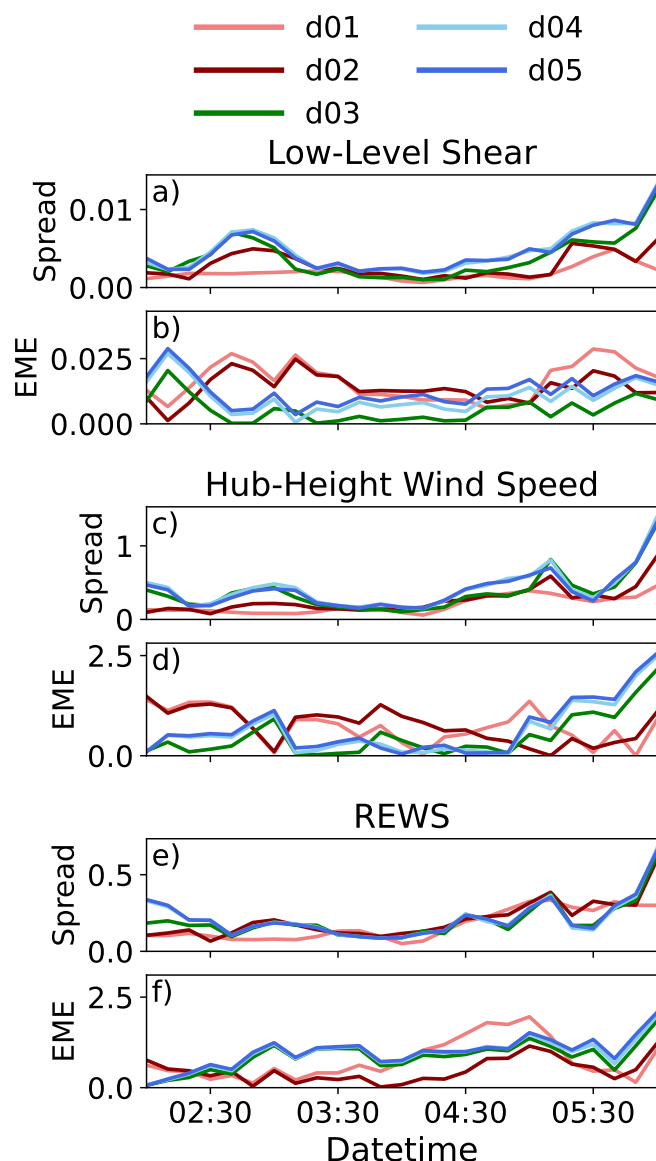 d01 d04
d02 d05
d03
Low-Level Shear
a)
Spread
0.01
0.00
b)
EME
0.025
0.000
Hub-Height Wind Speed
c)
Spread
1
0
d)
EME
2.5
0.0
REWS
e)
Spread
0.5
0.0
f)
EME
2.5
0.0
02:30 03:30 04:30 05:30
Datetime